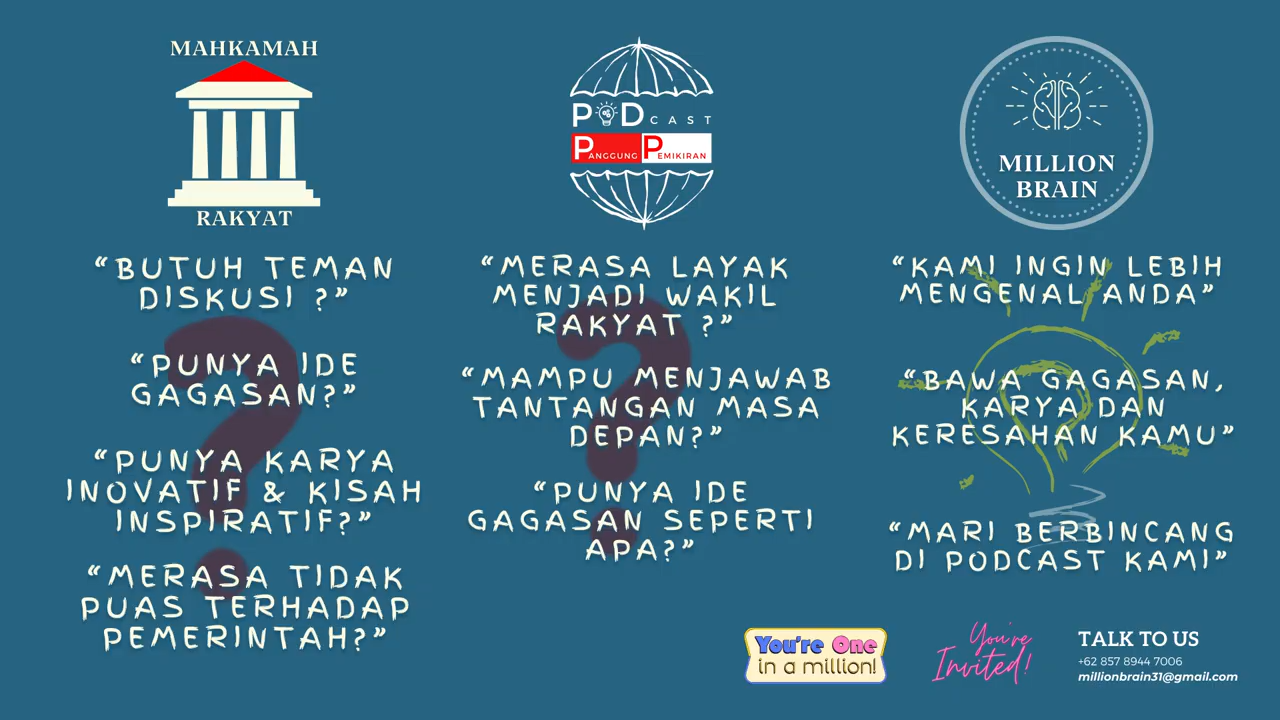 MAHKAMAH
RAKYAT
“BUTUH TEMAN
DISKUSI ?”
“PUNYA IDE
GAGASAN?”
“PUNYA KARYA
INOVATIF & KISAH
INSPIRATIF?”
“MERASA TIDAK
PUAS TERHADAP
PEMERINTAH?”
PODCAST
PANGGUNG PEMIKIRAN
“MERASA LAYAK
MENJADI WAKIL
RAKYAT ?”
“MAMPU MENJAWAB
TANTANGAN MASA
DEPAN?”
“PUNYA IDE
GAGASAN SEPERTI
APA?”
MILLION
BRAIN
“KAMI INGIN LEBIH
MENGENAL ANDA”
“BAWA GAGASAN,
KARYA DAN
KERESAHAN KAMU”
“MARI BERBINCANG
DI PODCAST KAMI”
You're One
in a million!
You're
Invited!
TALK TO US
+62 857 8944 7006
millionbrain31@gmail.com